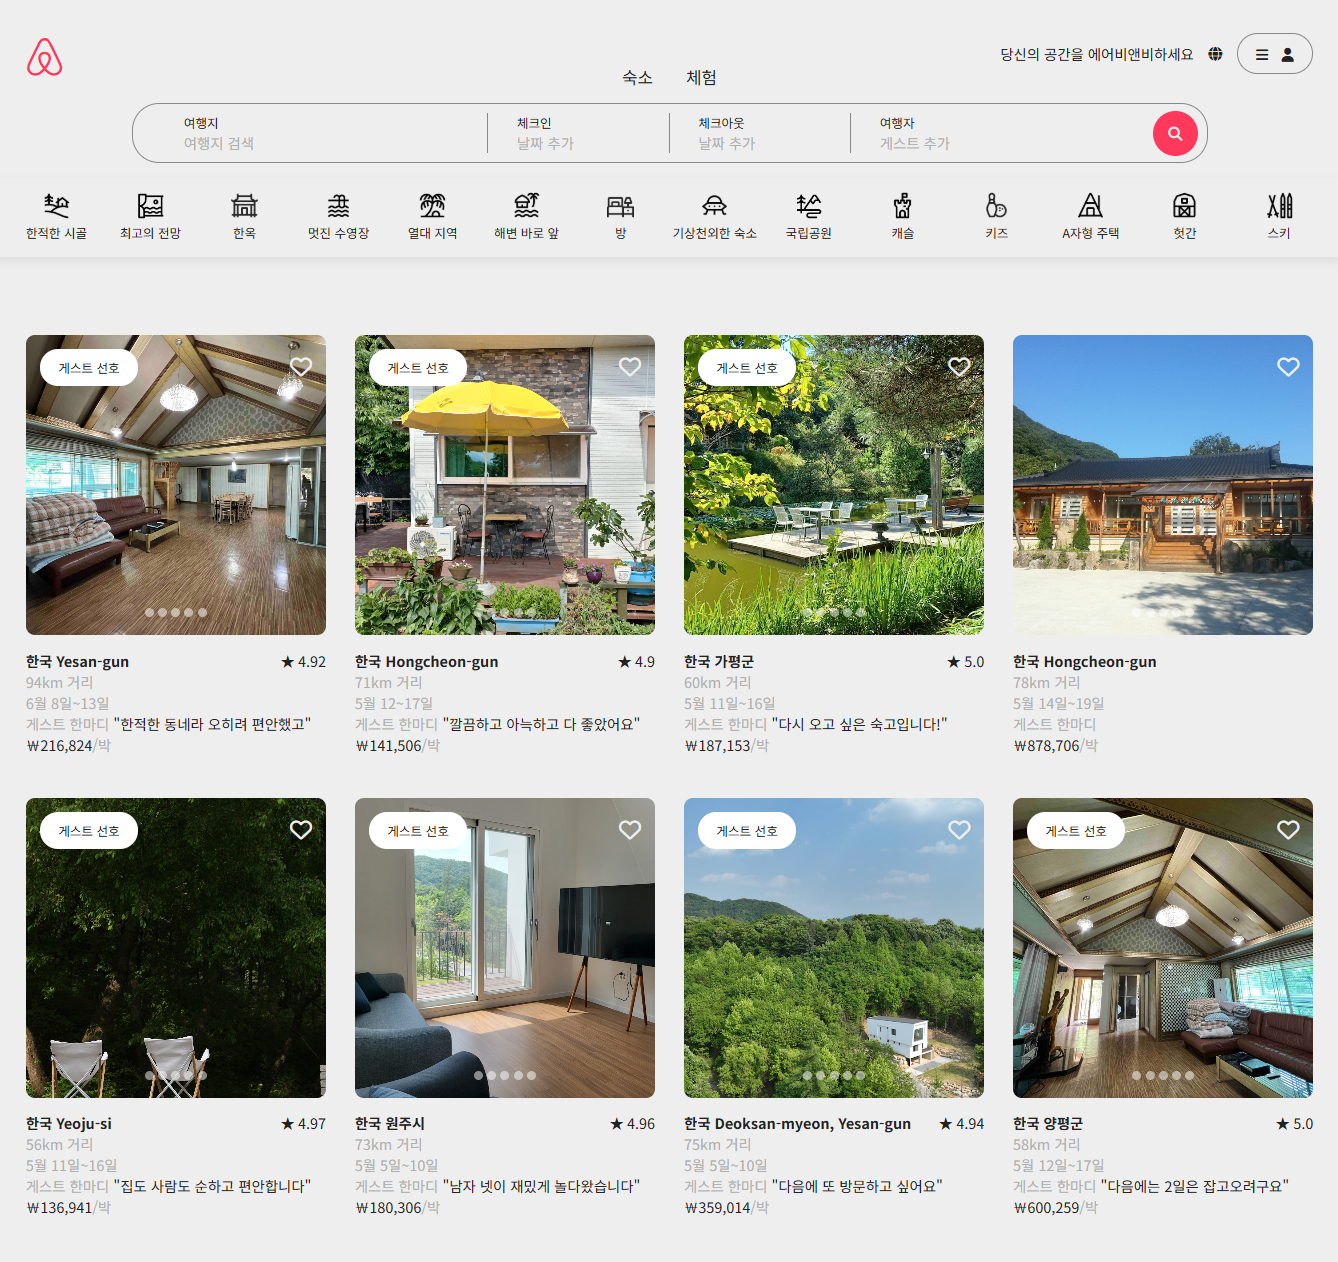 당신의 공간을 에어비앤비하세요
숙소 체험
여행지 체크인 체크아웃 여행자
여행지 검색 날짜 추가 날짜 추가 게스트 추가
한적한 시골 최고의 전망 한옥 멋진 수영장 열대 지역 해변 바로 앞 방 기상천외한 숙소 국립공원 캐슬 키즈 A자형 주택 헛간 스키
게스트 선호 게스트 선호 게스트 선호
한국 Yesan-gun ★ 4.92
94km 거리
6월 8일~13일
게스트 한마디 "한적한 동네라 오히려 편안했고"
₩216,824/박
한국 Hongcheon-gun ★ 4.9
71km 거리
5월 12~17일
게스트 한마디 "깔끔하고 아늑하고 다 좋았어요"
₩141,506/박
한국 가평군 ★ 5.0
60km 거리
5월 11일~16일
게스트 한마디 "다시 오고 싶은 숙고입니다!"
₩187,153/박
한국 Hongcheon-gun
78km 거리
5월 14일~19일
게스트 한마디
₩878,706/박
게스트 선호 게스트 선호 게스트 선호 게스트 선호
한국 Yeoju-si ★ 4.97
56km 거리
5월 11일~16일
게스트 한마디 "집도 사람도 순하고 편안합니다"
₩136,941/박
한국 원주시 ★ 4.96
73km 거리
5월 5일~10일
게스트 한마디 "남자 넷이 재밌게 놀다왔습니다"
₩180,306/박
한국 Deoksan-myeon, Yesan-gun ★ 4.94
75km 거리
5월 5일~10일
게스트 한마디 "다음에 또 방문하고 싶어요"
₩359,014/박
한국 양평군 ★ 5.0
58km 거리
5월 12일~17일
게스트 한마디 "다음에는 2일은 잡고오려구요"
₩600,259/박